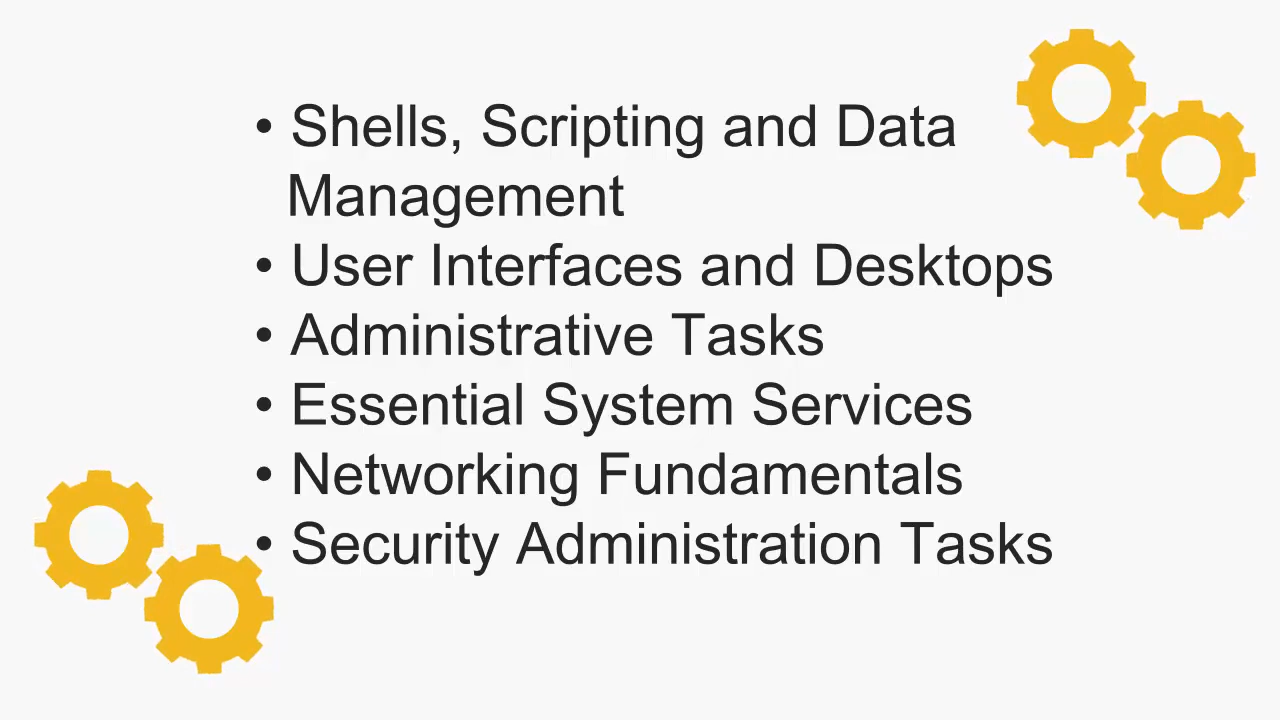 • Shells, Scripting and Data
Management
• User Interfaces and Desktops
• Administrative Tasks
• Essential System Services
• Networking Fundamentals
• Security Administration Tasks